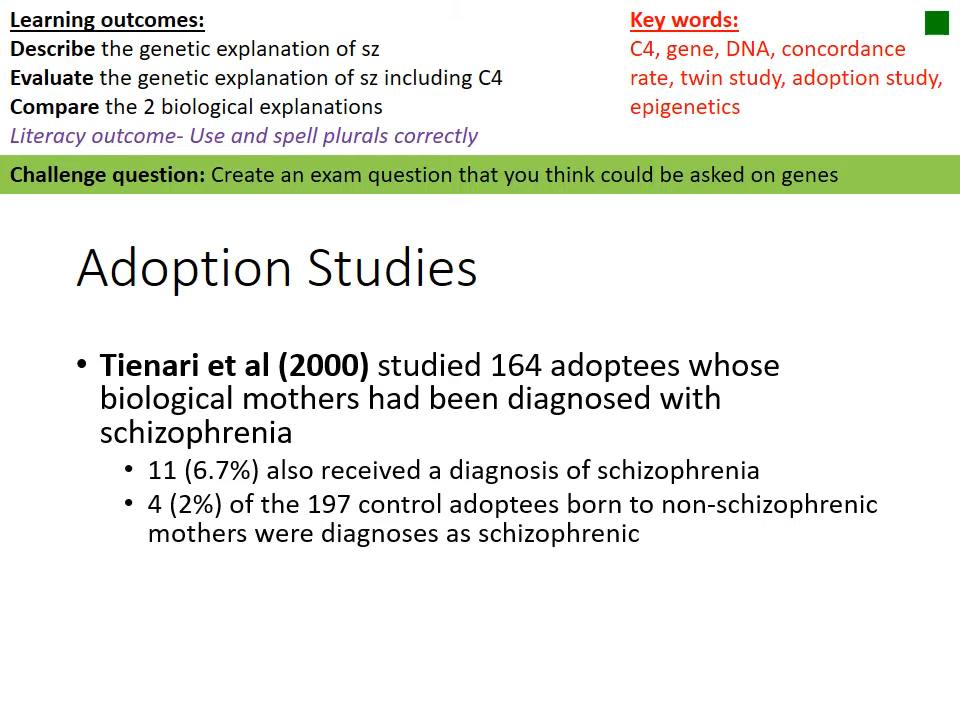 Learning outcomes:
Describe the genetic explanation of sz
Evaluate the genetic explanation of sz including C4
Compare the 2 biological explanations
Literacy outcome- Use and spell plurals correctly
Key words:
C4, gene, DNA, concordance
rate, twin study, adoption study,
epigenetics
Challenge question: Create an exam question that you think could be asked on genes
Adoption Studies
• Tienari et al (2000) studied 164 adoptees whose
biological mothers had been diagnosed with
schizophrenia
• 11 (6.7%) also received a diagnosis of schizophrenia
• 4 (2%) of the 197 control adoptees born to non-schizophrenic
mothers were diagnoses as schizophrenic